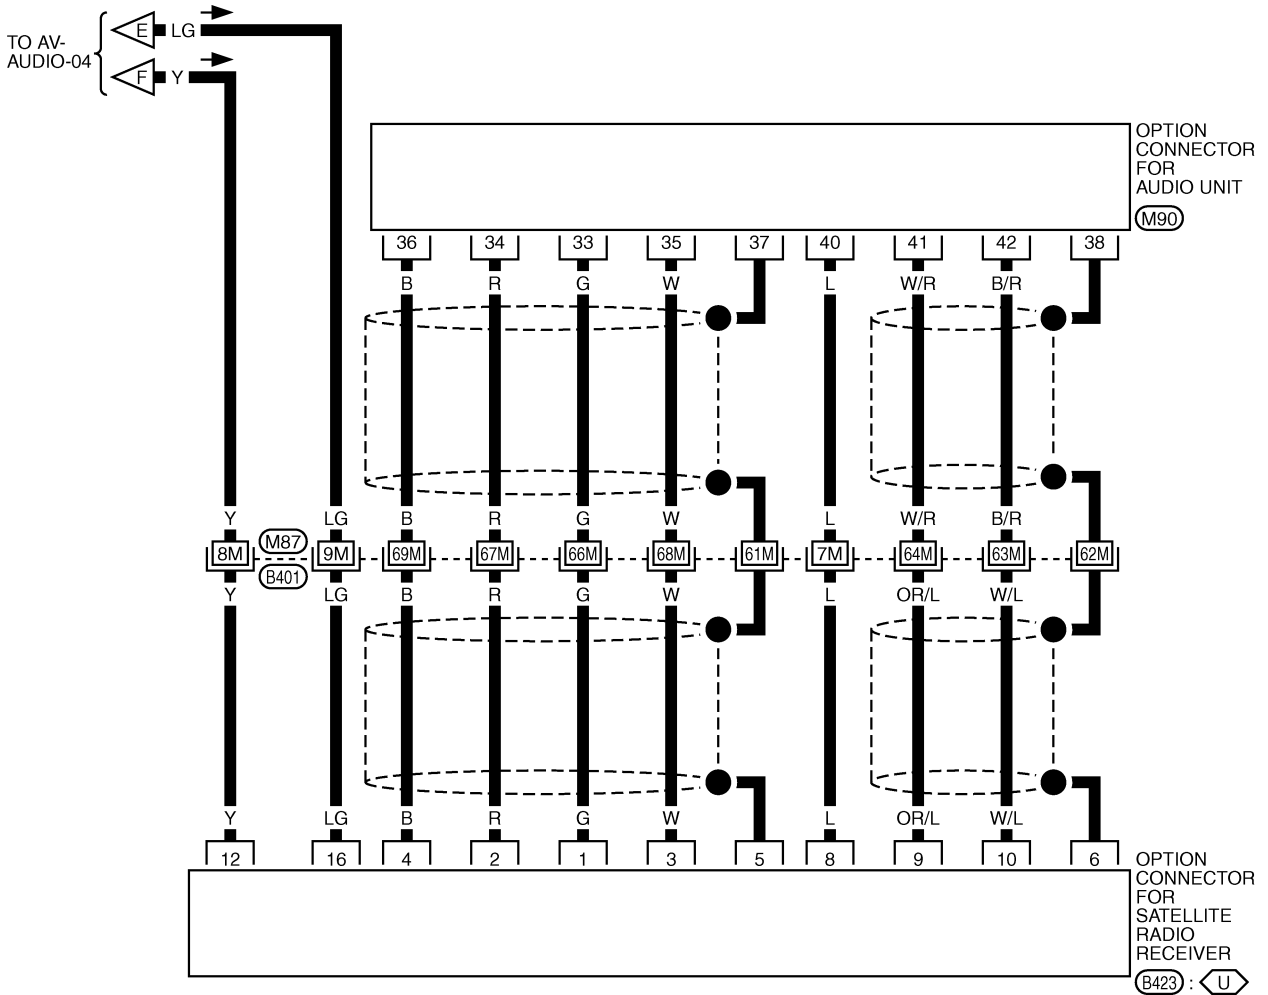 E LG
TO AV-
AUDIO-04
F Y
OPTION
CONNECTOR
FOR
AUDIO UNIT
M90
36 34 33 35 37 40 41 42 38
B R G W L W/R B/R
Y LG B R G W L W/R B/R
M87
8M 9M 69M 67M 66M 68M 61M 7M 64M 63M 62M
B401
Y LG B R G W L OR/L W/L
Y LG B R G W L OR/L W/L
12 16 4 2 1 3 5 8 9 10 6
OPTION
CONNECTOR
FOR
SATELLITE
RADIO
RECEIVER
B423 : U